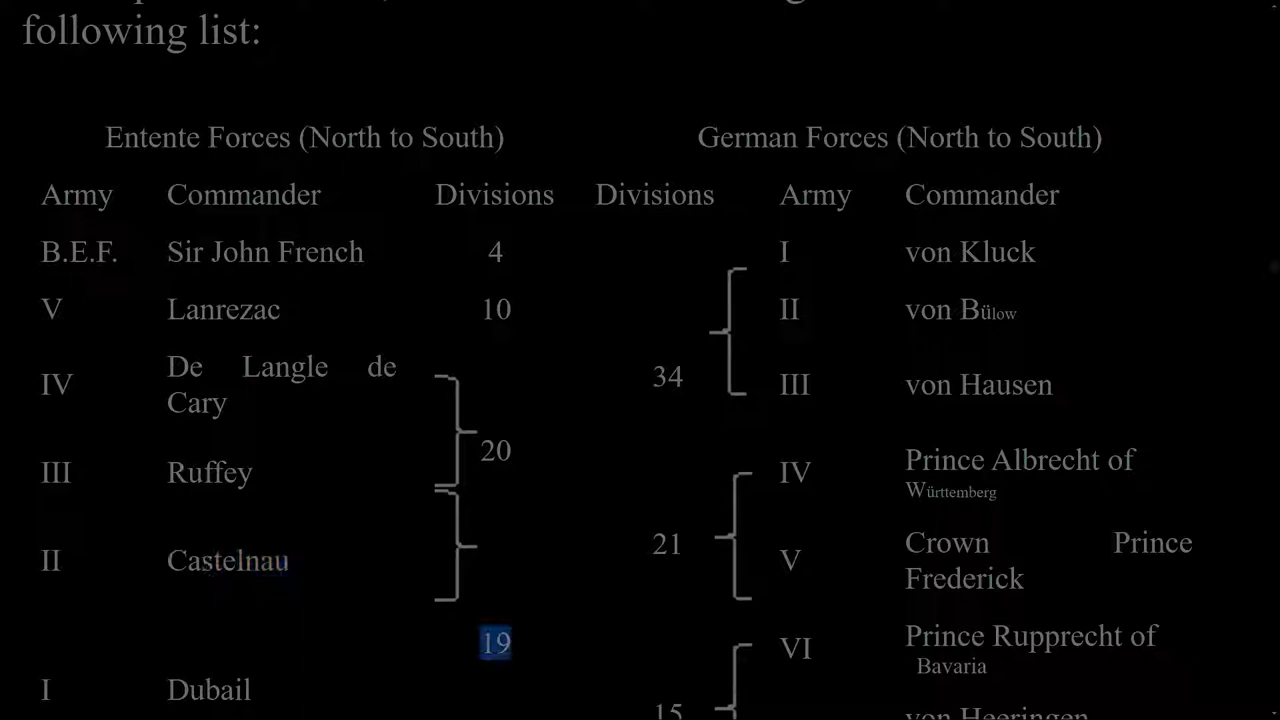 following list:
Entente Forces (North to South) German Forces (North to South)
Army Commander Divisions Divisions Army Commander
B.E.F. Sir John French 4 I von Kluck
V Lanrezac 10 II von Bülow
IV De Langle de Cary 34 III von Hausen
20
III Ruffey IV Prince Albrecht of Württemberg
II Castelnau 21 V Crown Prince Frederick
19 VI Prince Rupprecht of Bavaria
I Dubail
15 von Heeringen